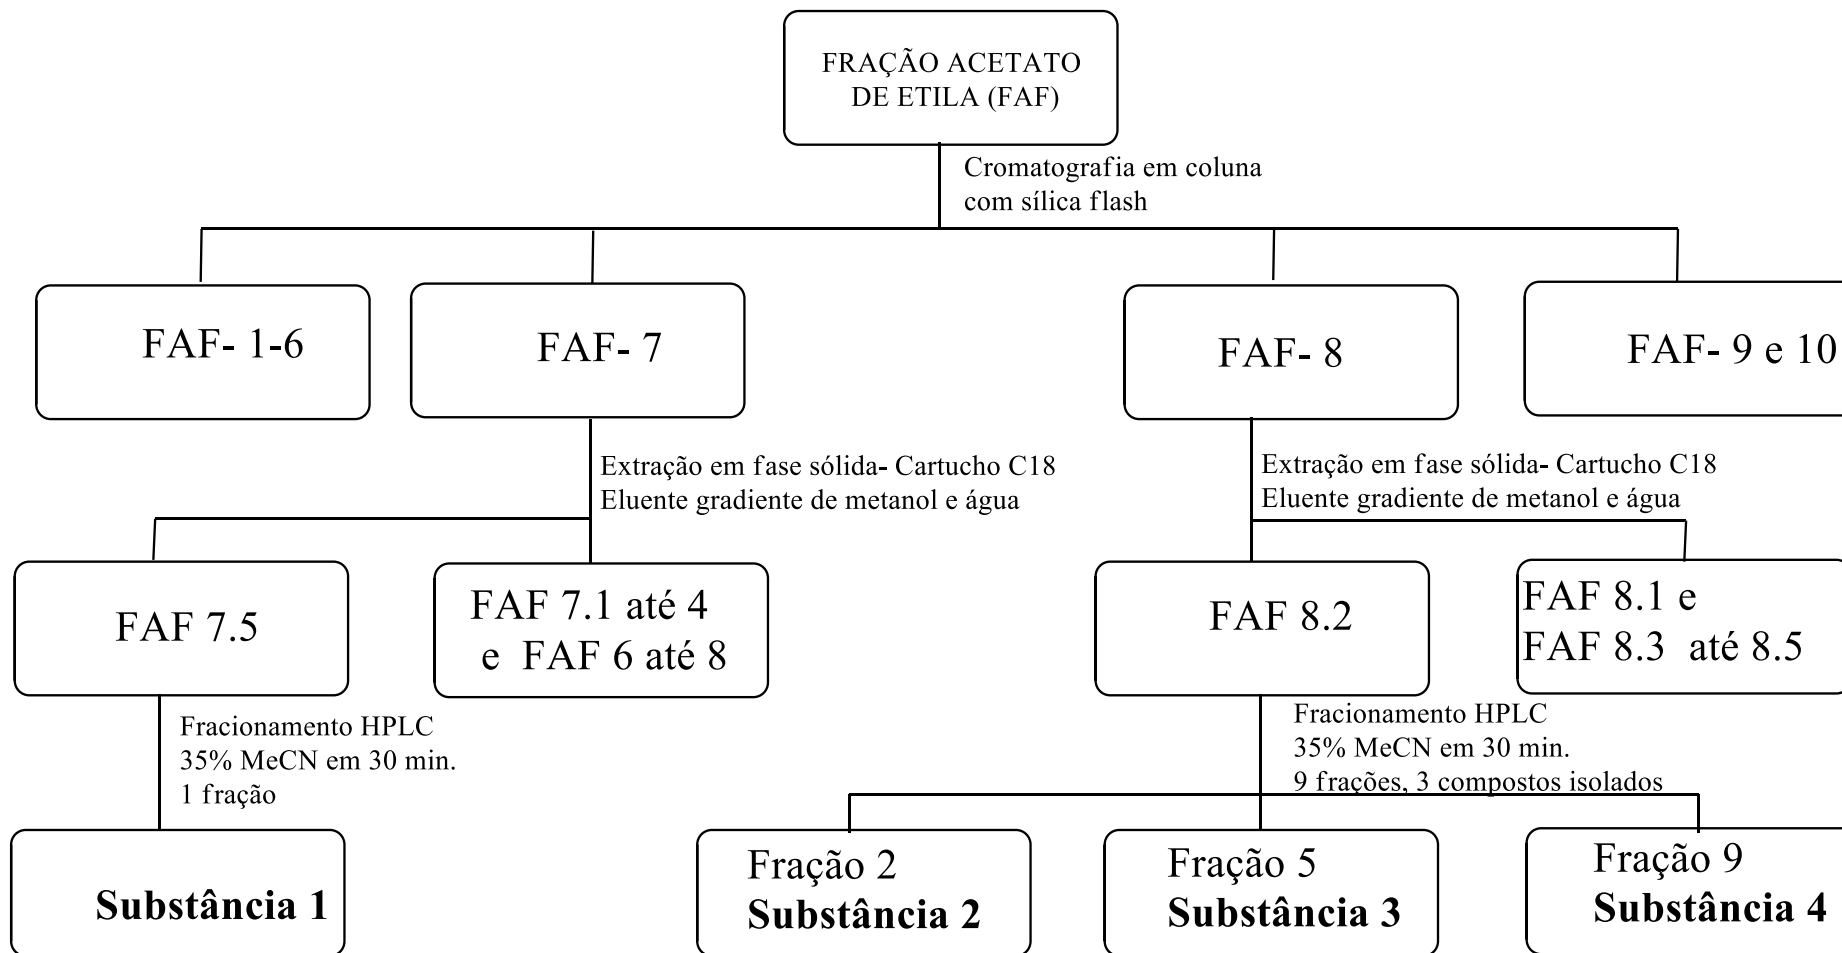 FRAÇÃO ACETATO
DE ETILA (FAF)
Cromatografia em coluna
com sílica flash
FAF- 1-6
FAF- 7
FAF- 8
FAF- 9 e 10
Extração em fase sólida- Cartucho C18
Eluente gradiente de metanol e água
Extração em fase sólida- Cartucho C18
Eluente gradiente de metanol e água
FAF 7.5
FAF 7.1 até 4
e FAF 6 até 8
FAF 8.2
FAF 8.1 e
FAF 8.3 até 8.5
Fracionamento HPLC
35% MeCN em 30 min.
1 fração
Fracionamento HPLC
35% MeCN em 30 min.
9 frações, 3 compostos isolados
Substância 1
Fração 2
Substância 2
Fração 5
Substância 3
Fração 9
Substância 4